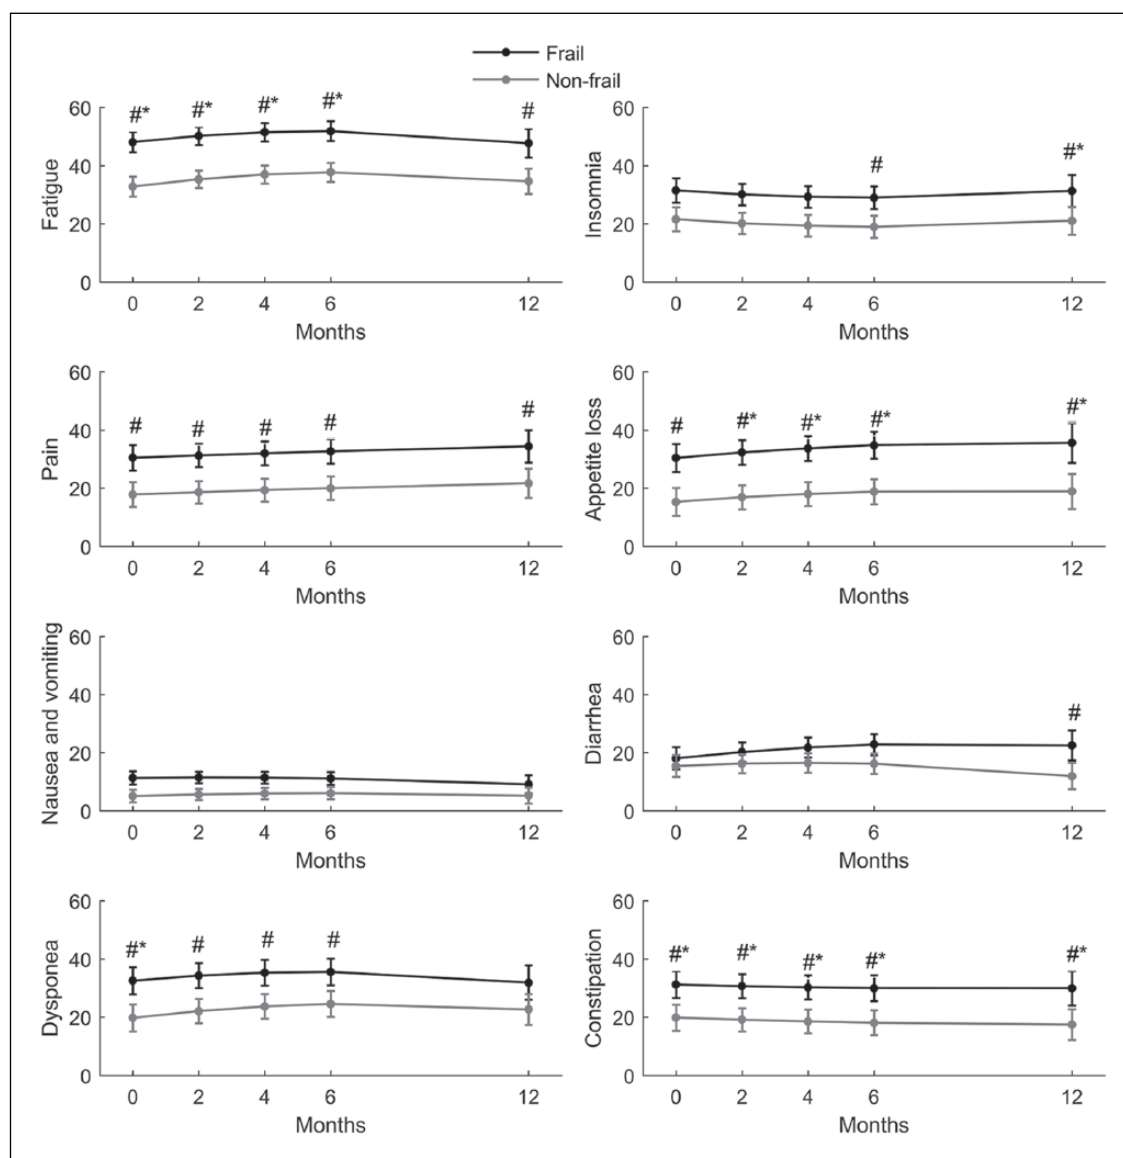 Frail
Non-frail
#* #* #* #* #
60
40
20
0
Fatigue
0 2 4 6 12
Months
# #*
60
40
20
0
Insomnia
0 2 4 6 12
Months
# # # # #
60
40
20
0
Pain
0 2 4 6 12
Months
# #* #* #* #*
60
40
20
0
Appetite loss
0 2 4 6 12
Months
60
40
20
0
Nausea and vomiting
0 2 4 6 12
Months
#
60
40
20
0
Diarrhea
0 2 4 6 12
Months
#* # # #
60
40
20
0
Dysponea
0 2 4 6 12
Months
#* #* #* #* #*
60
40
20
0
Constipation
0 2 4 6 12
Months